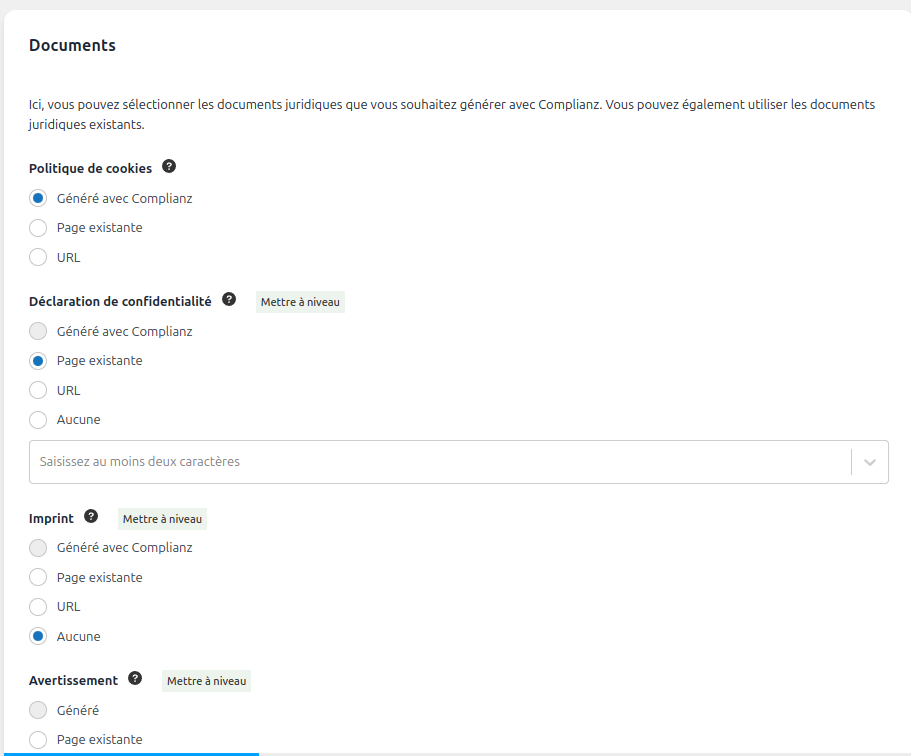 Documents
Ici, vous pouvez sélectionner les documents juridiques que vous souhaitez générer avec Complianz. Vous pouvez également utiliser les documents
juridiques existants.
Politique de cookies ?
Généré avec Complianz
Page existante
URL
Déclaration de confidentialité ? Mettre à niveau
Généré avec Complianz
Page existante
URL
Aucune
Saisissez au moins deux caractères
Imprint ? Mettre à niveau
Généré avec Complianz
Page existante
URL
Aucune
Avertissement ? Mettre à niveau
Généré
Page existante